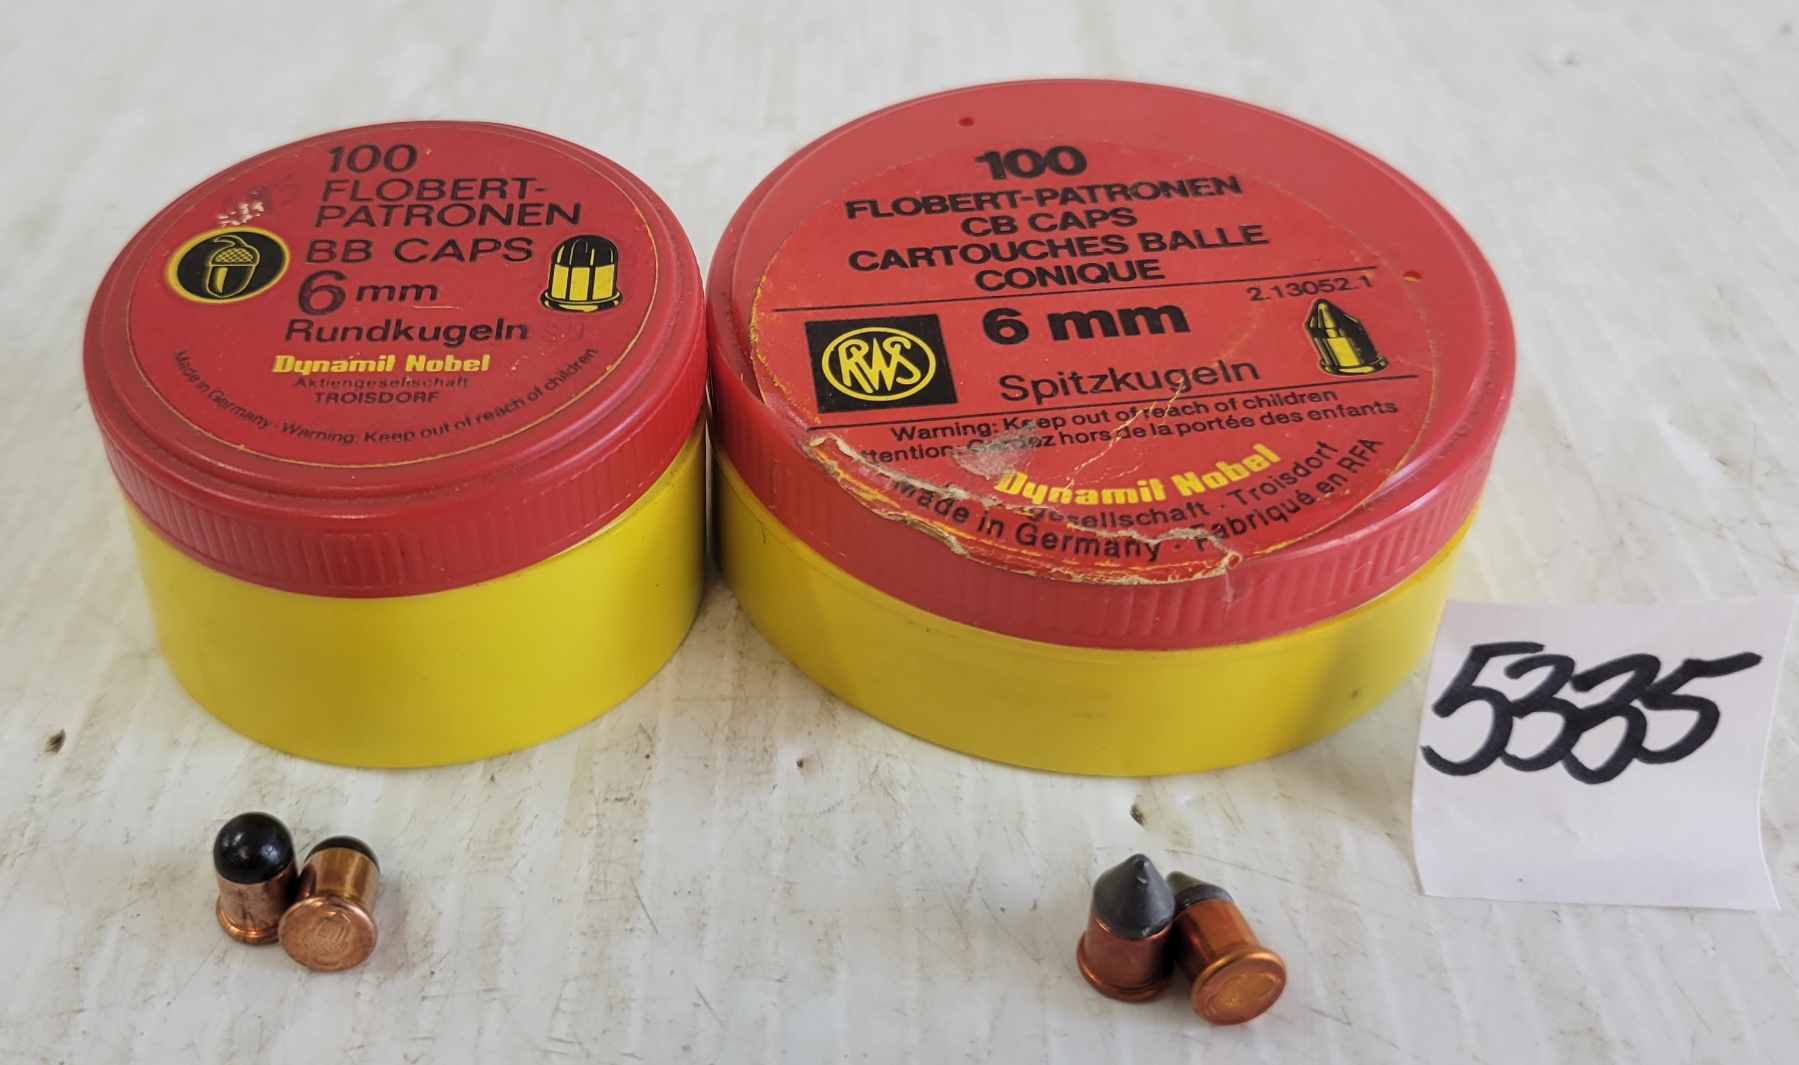 100
FLOBERT-
PATRONEN
BB CAPS
6 mm
Rundkugeln
Dynamit Nobel
Aktiengesellschaft
TROISDORF
Made in Germany · Warning: Keep out of reach of children.
100
FLOBERT-PATRONEN
CB CAPS
CARTOUCHES BALLE
CONIQUE
2.13052.1
6 mm
RWS
Spitzkugeln
Warning: Keep out of reach of children
hors de la portée des enfants
Dynamit Nobel
Troisdorf
Made in Germany · Fabriqué en RFA
5335